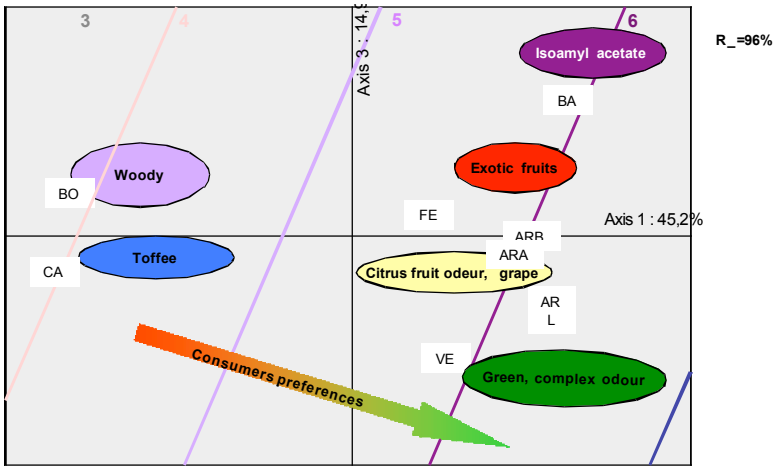 3
4
5
6
R_=96%
Axis 3 : 14,9
Isoamyl acetate
BA
Woody
Exotic fruits
BO
FE
Axis 1 : 45,2%
ARB
ARA
Toffee
CA
Citrus fruit odeur, grape
AR
L
VE
Consumers preferences
Green, complex odour